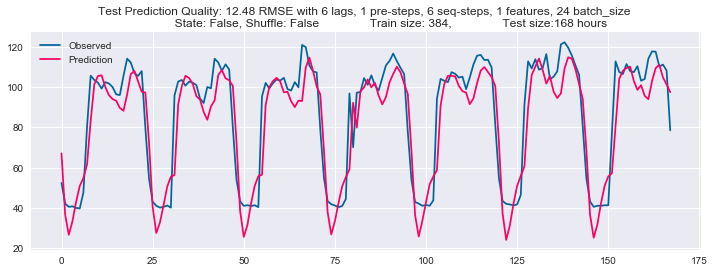 Test Prediction Quality: 12.48 RMSE with 6 lags, 1 pre-steps, 6 seq-steps, 1 features, 24 batch_size
State: False, Shuffle: False Train size: 384, Test size:168 hours
Observed
Prediction
120
100
80
60
40
20
0 25 50 75 100 125 150 175